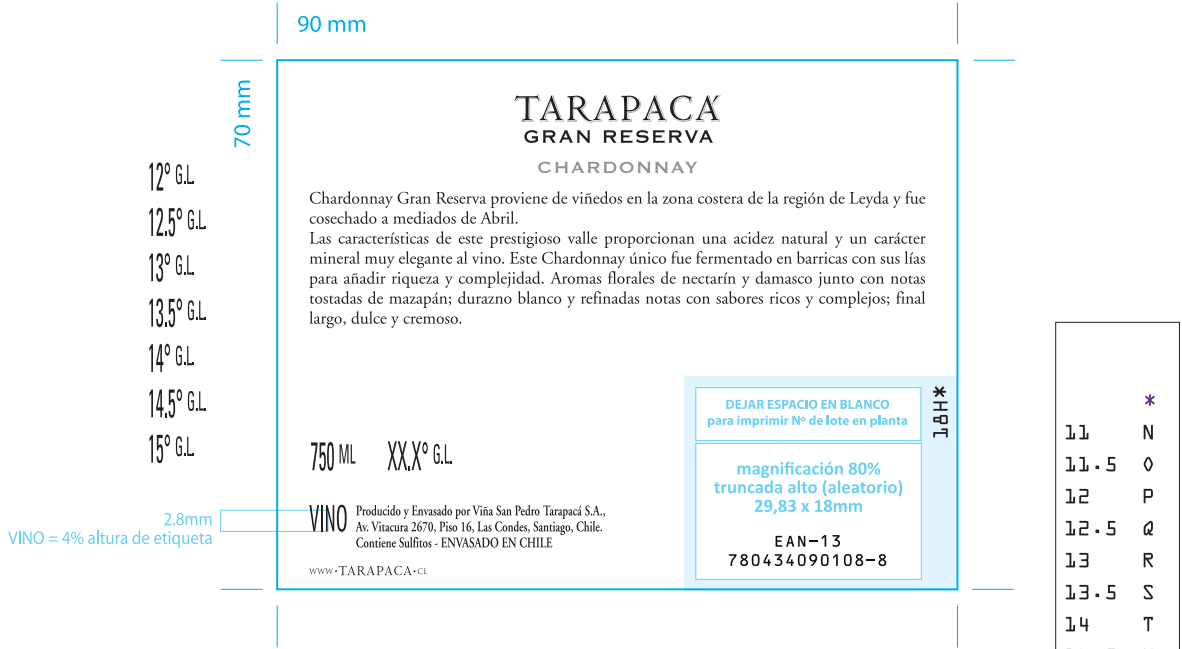 90 mm
70 mm
TARAPACÁ
GRAN RESERVA
CHARDONNAY
Chardonnay Gran Reserva proviene de viñedos en la zona costera de la región de Leyda y fue
cosechado a mediados de Abril.
Las características de este prestigioso valle proporcionan una acidez natural y un carácter
mineral muy elegante al vino. Este Chardonnay único fue fermentado en barricas con sus lías
para añadir riqueza y complejidad. Aromas florales de nectarín y damasco junto con notas
tostadas de mazapán; durazno blanco y refinadas notas con sabores ricos y complejos; final
largo, dulce y cremoso.
12° G.L.
12.5° G.L.
13° G.L.
13.5° G.L.
14° G.L.
14.5° G.L.
15° G.L.
750 ML XX.X° G.L.
2.8mm
VINO = 4% altura de etiqueta
VINO
Producido y Envasado por Viña San Pedro Tarapacá S.A.,
Av. Vitacura 2670, Piso 16, Las Condes, Santiago, Chile.
Contiene Sulfitos - ENVASADO EN CHILE
WWW•TARAPACA•CL
DEJAR ESPACIO EN BLANCO
para imprimir Nº de lote en planta
magnificación 80%
truncada alto (aleatorio)
29,83 x 18mm
EAN-13
780434090108-8
*
11 N
11.5 O
12 P
12.5 Q
13 R
13.5 S
14 T